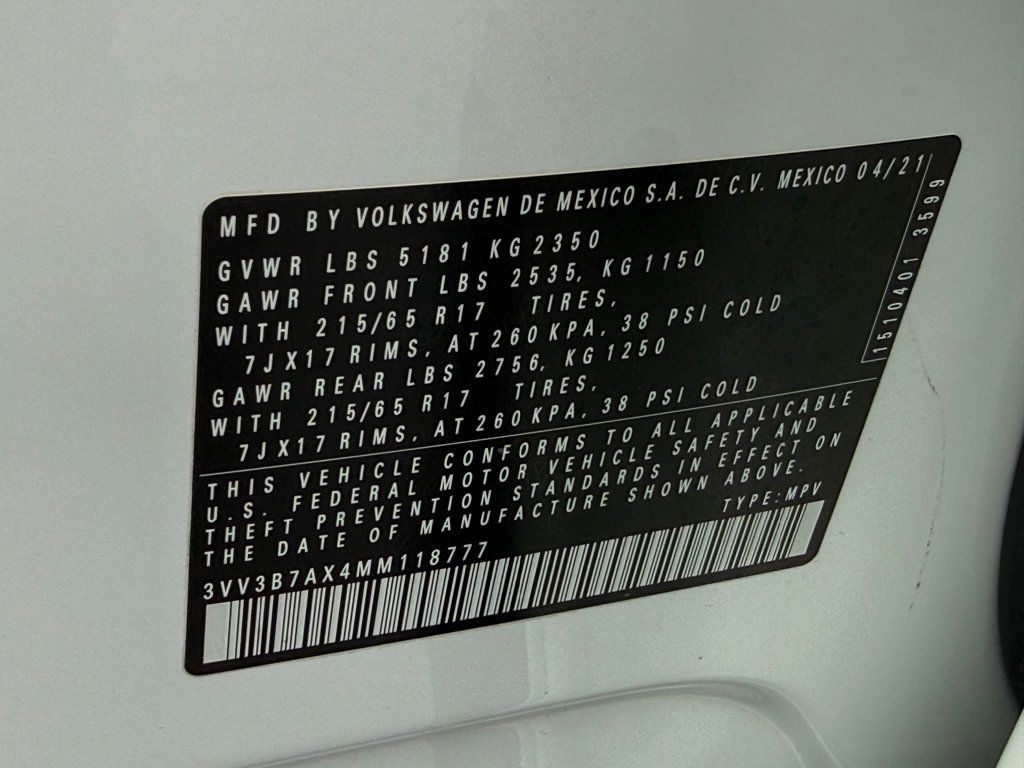 MFD BY VOLKSWAGEN DE MEXICO S.A. DE C.V. MEXICO 04/21
GVWR LBS 5181 KG 2350
GAWR FRONT LBS 2535, KG 1150
WITH 215/65 R17 TIRES,
7JX17 RIMS, AT 260 KPA, 38 PSI COLD
GAWR REAR LBS 2756, KG 1250
WITH 215/65 R17 TIRES,
7JX17 RIMS, AT 260 KPA, 38 PSI COLD
1510401 3599
THIS VEHICLE CONFORMS TO ALL APPLICABLE
U.S. FEDERAL MOTOR VEHICLE SAFETY AND
THEFT PREVENTION STANDARDS IN EFFECT ON
THE DATE OF MANUFACTURE SHOWN ABOVE.
TYPE: MPV
3VV3B7AX4MM118777